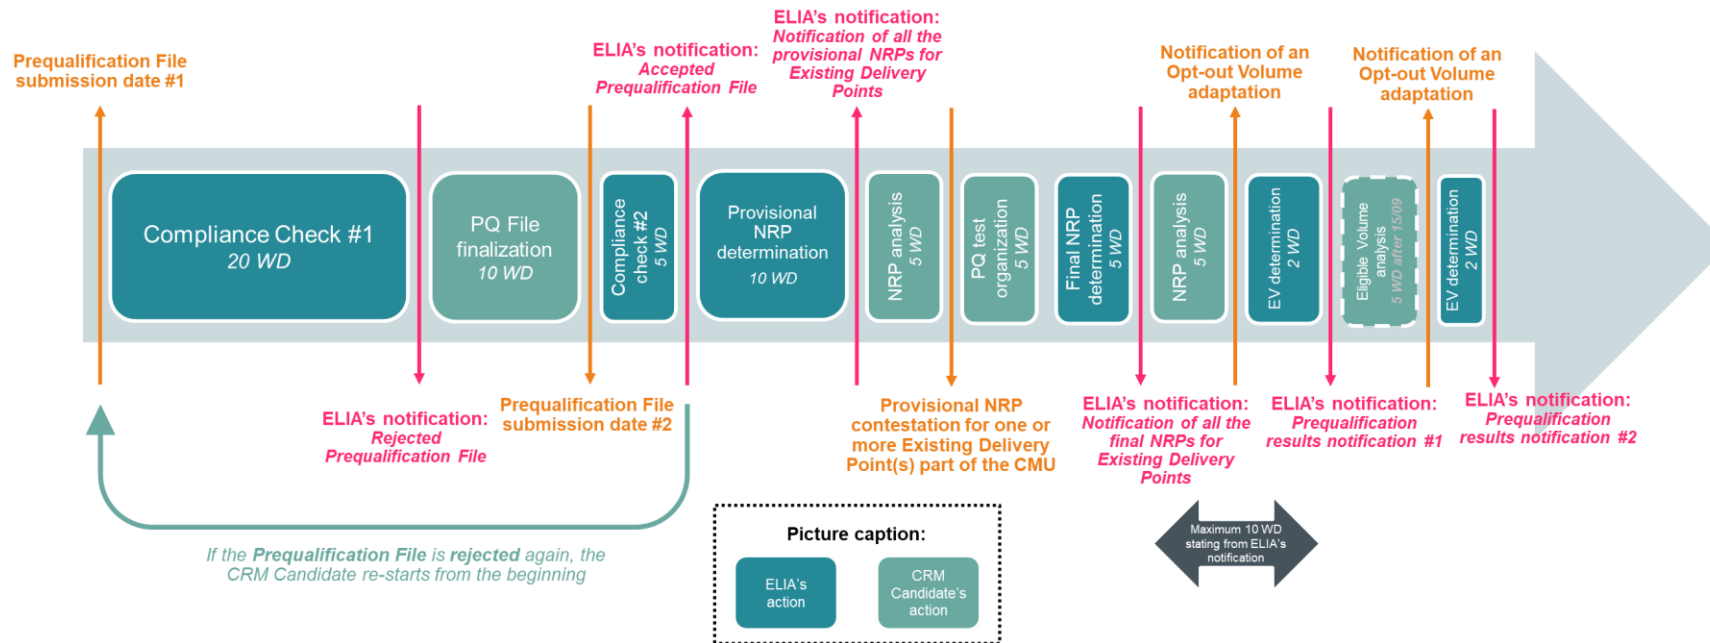 Prequalification File
submission date #1
ELIA's notification:
Accepted
Prequalification File
ELIA's notification:
Notification of all the
provisional NRPs for
Existing Delivery
Points
Notification of an
Opt-out Volume
adaptation
Notification of an
Opt-out Volume
adaptation
Compliance Check #1
20 WD
PQ File
finalization
10 WD
Compliance
check #2
5 WD
Provisional
NRP
determination
10 WD
NRP analysis
5 WD
PQ test
organization
5 WD
Final NRP
determination
5 WD
NRP analysis
5 WD
EV determination
2 WD
Eligible Volume
analysis
5 WD after 15/09
EV determination
2 WD
ELIA's notification:
Rejected
Prequalification File
Prequalification File
submission date #2
Provisional NRP
contestation for one or
more Existing Delivery
Point(s) part of the CMU
ELIA's notification:
Notification of all the
final NRPs for
Existing Delivery
Points
ELIA's notification:
Prequalification
results notification #1
ELIA's notification:
Prequalification
results notification #2
If the Prequalification File is rejected again, the
CRM Candidate re-starts from the beginning
Picture caption:
ELIA's
action
CRM
Candidate's
action
Maximum 10 WD
stating from ELIA's
notification